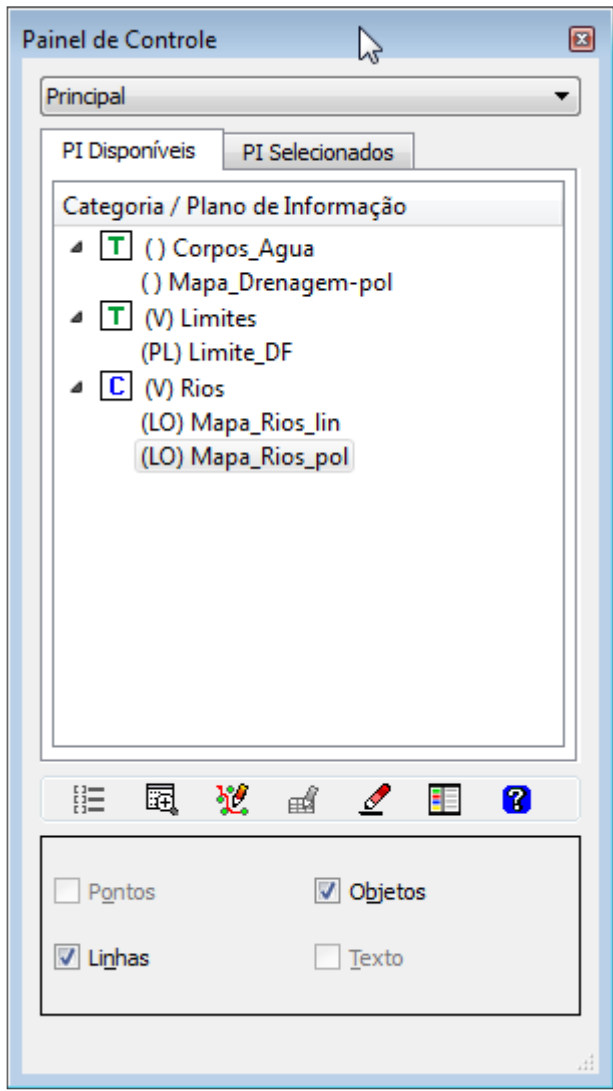 Painel de Controle
Principal
PI Disponíveis PI Selecionados
Categoria / Plano de Informação
T () Corpos_Agua
() Mapa_Drenagem-pol
T (V) Limites
(PL) Limite_DF
C (V) Rios
(LO) Mapa_Rios_lin
(LO) Mapa_Rios_pol
?
Pontos Objetos
Linhas Texto